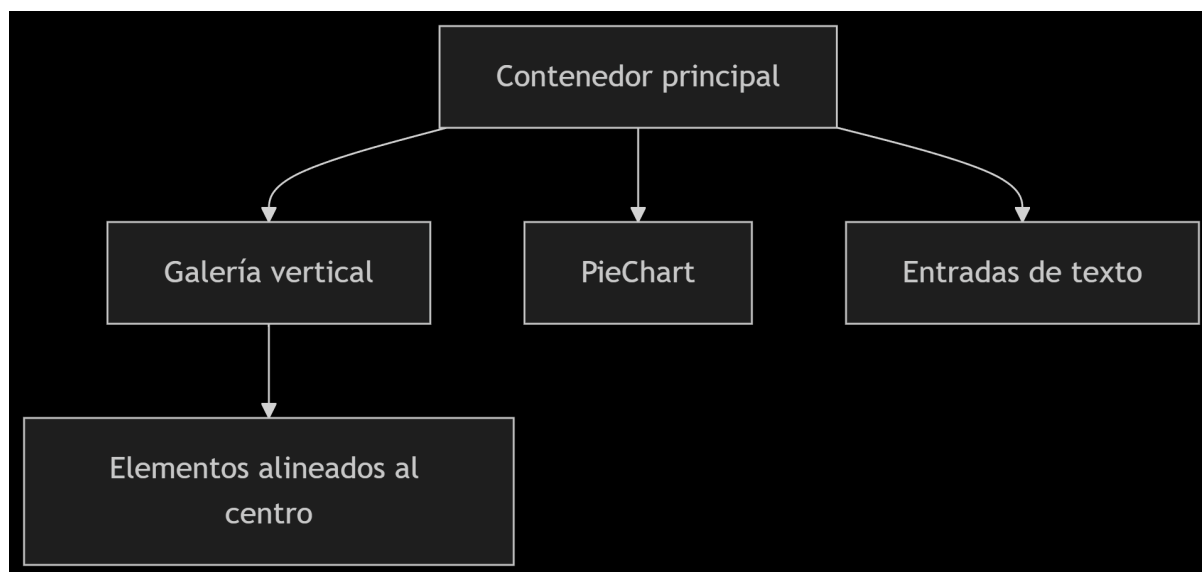 Contenedor principal
Galería vertical
PieChart
Entradas de texto
Elementos alineados al
centro